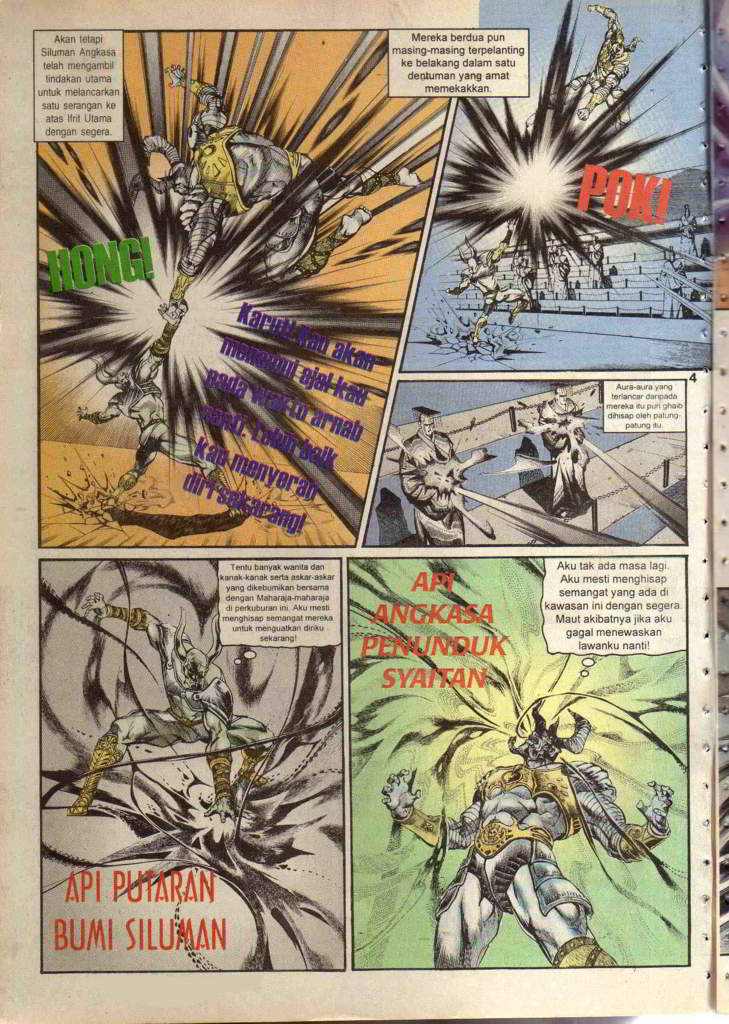 Akan tetapi
Siluman Angkasa
telah mengambil
tindakan utama
untuk melancarkan
satu serangan ke
atas Ifrit Utama
dengan segera.
HONG!
Karuti! Kau akan
menemui ajal kau
pada waktu arnab
nanti. Lebih baik
kau menyerah
diri sekarang!
Mereka berdua pun
masing-masing terpelanting
ke belakang dalam satu
dentuman yang amat
memekakkan.
POK!
4
Aura-aura yang
terlancar daripada
mereka itu pun ghaib
dihisap oleh patung-
patung itu.
Tentu banyak wanita dan
kanak-kanak serta askar-askar
yang dikebumikan bersama
dengan Maharaja-maharaja
di perkuburan ini. Aku mesti
menghisap semangat mereka
untuk menguatkan diriku
sekarang!
API PUTARAN
BUMI SILUMAN
API
ANGKASA
PENUNDUK
SYAITAN
Aku tak ada masa lagi.
Aku mesti menghisap
semangat yang ada di
kawasan ini dengan segera.
Maut akibatnya jika aku
gagal menewaskan
lawanku nanti!